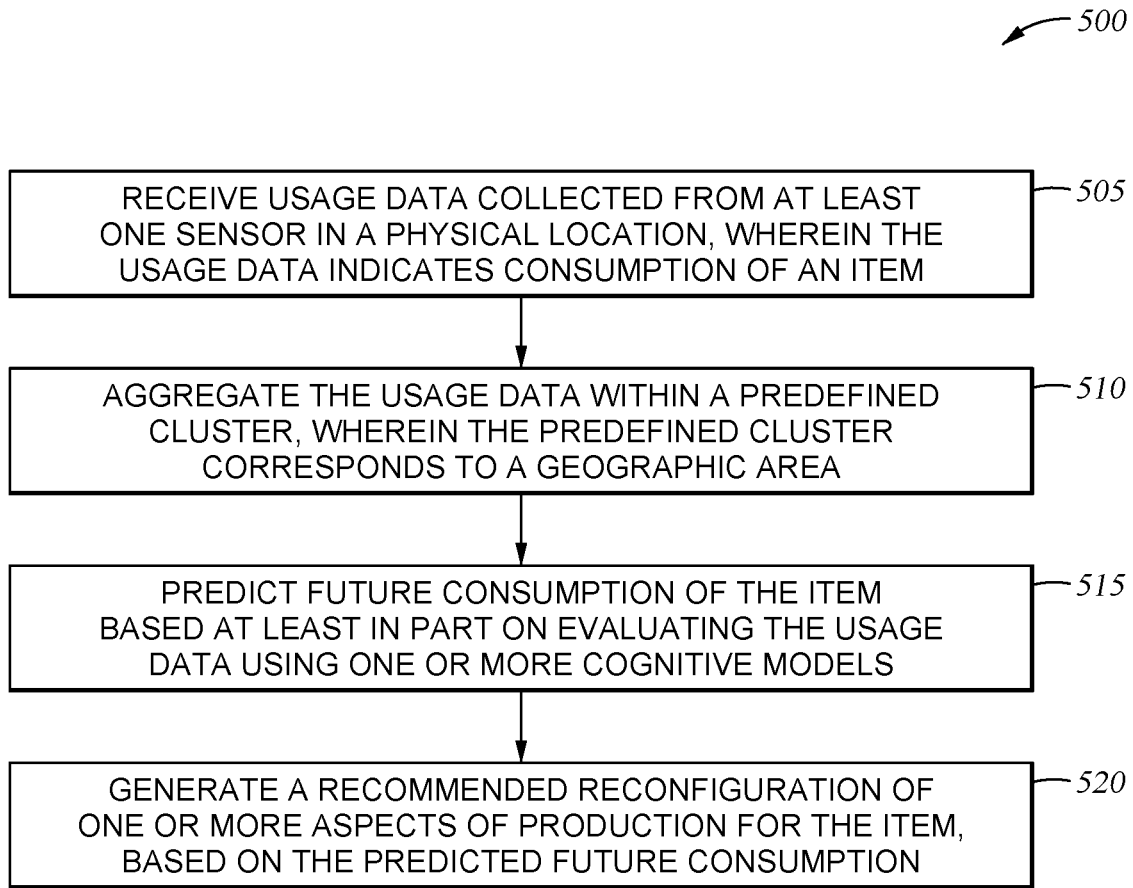 500
RECEIVE USAGE DATA COLLECTED FROM AT LEAST
ONE SENSOR IN A PHYSICAL LOCATION, WHEREIN THE
USAGE DATA INDICATES CONSUMPTION OF AN ITEM
505
AGGREGATE THE USAGE DATA WITHIN A PREDEFINED
CLUSTER, WHEREIN THE PREDEFINED CLUSTER
CORRESPONDS TO A GEOGRAPHIC AREA
510
PREDICT FUTURE CONSUMPTION OF THE ITEM
BASED AT LEAST IN PART ON EVALUATING THE USAGE
DATA USING ONE OR MORE COGNITIVE MODELS
515
GENERATE A RECOMMENDED RECONFIGURATION OF
ONE OR MORE ASPECTS OF PRODUCTION FOR THE ITEM,
BASED ON THE PREDICTED FUTURE CONSUMPTION
520